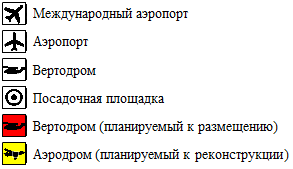 Международный аэропорт
Аэропорт
Вертодром
Посадочная площадка
Вертодром (планируемый к размещению)
Аэродром (планируемый к реконструкции)